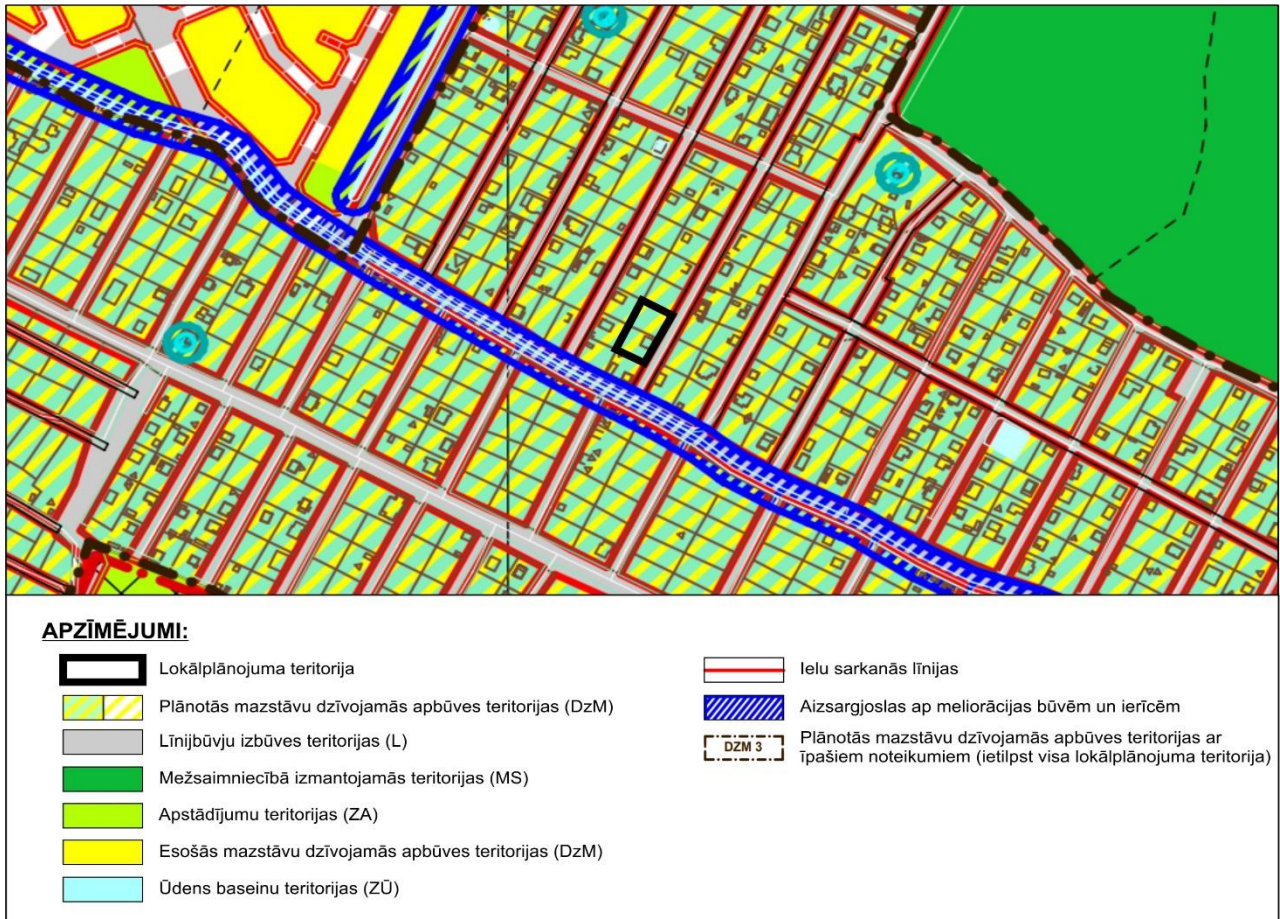 APZĪMĒJUMI:
Lokālplānojuma teritorija
Plānotās mazstāvu dzīvojamās apbūves teritorijas (DzM)
Līnijbūvju izbūves teritorijas (L)
Mežsaimniecībā izmantojamās teritorijas (MS)
Apstādījumu teritorijas (ZA)
Esošās mazstāvu dzīvojamās apbūves teritorijas (DzM)
Ūdens baseinu teritorijas (ZŪ)
Ielu sarkanās līnijas
Aizsargjoslas ap meliorācijas būvēm un ierīcēm
DZM 3
Plānotās mazstāvu dzīvojamās apbūves teritorijas ar
īpašiem noteikumiem (ietilpst visa lokālplānojuma teritorija)